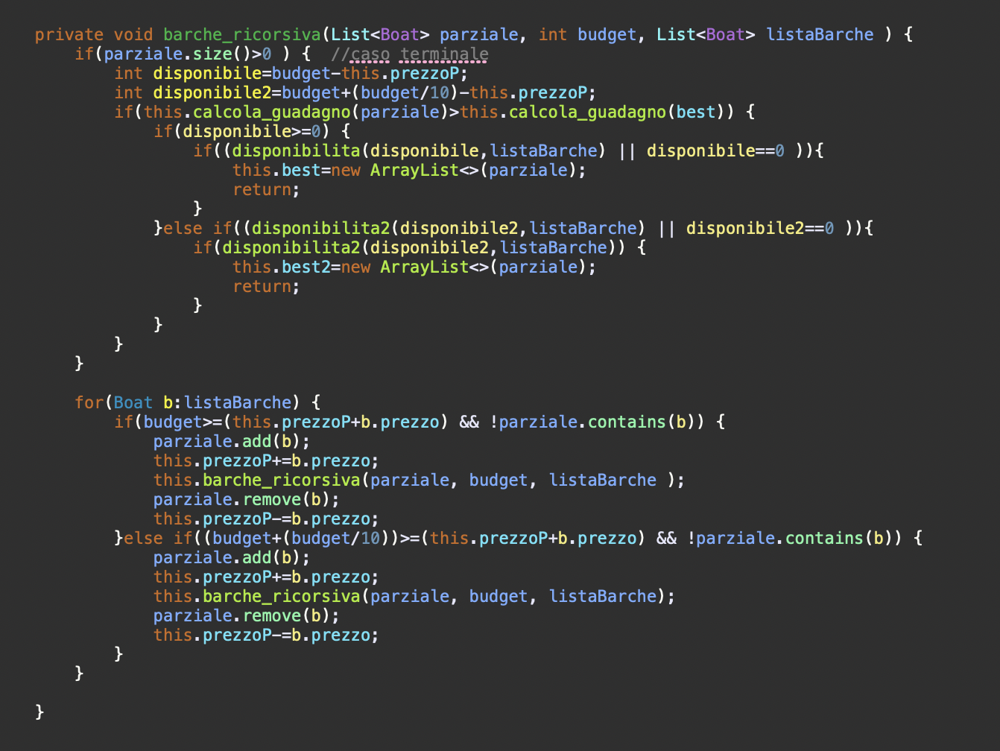 private void barche_ricorsiva(List<Boat> parziale, int budget, List<Boat> listaBarche ) {
    if(parziale.size()>0 ) {  //caso terminale
        int disponibile=budget-this.prezzoP;
        int disponibile2=budget+(budget/10)-this.prezzoP;
        if(this.calcola_guadagno(parziale)>this.calcola_guadagno(best)) {
            if(disponibile>=0) {
                if((disponibilita(disponibile,listaBarche) || disponibile==0 )){
                    this.best=new ArrayList<>(parziale);
                    return;
                }
            }else if((disponibilita2(disponibile2,listaBarche) || disponibile2==0 )){
                if(disponibilita2(disponibile2,listaBarche)) {
                    this.best2=new ArrayList<>(parziale);
                    return;
                }
            }
        }
    }
    for(Boat b:listaBarche) {
        if(budget>=(this.prezzoP+b.prezzo) && !parziale.contains(b)) {
            parziale.add(b);
            this.prezzoP+=b.prezzo;
            this.barche_ricorsiva(parziale, budget, listaBarche );
            parziale.remove(b);
            this.prezzoP-=b.prezzo;
        }else if((budget+(budget/10))>=(this.prezzoP+b.prezzo) && !parziale.contains(b)) {
            parziale.add(b);
            this.prezzoP+=b.prezzo;
            this.barche_ricorsiva(parziale, budget, listaBarche);
            parziale.remove(b);
            this.prezzoP-=b.prezzo;
        }
    }
}